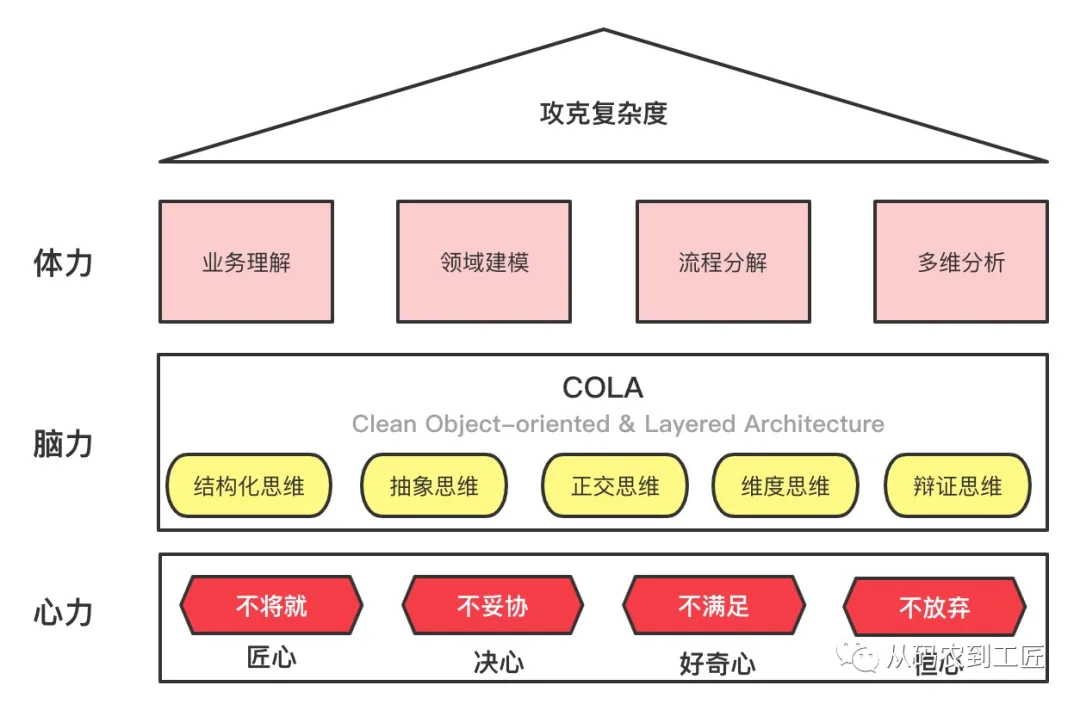 攻克复杂度
体力
业务理解
领域建模
流程分解
多维分析
脑力
COLA
Clean Object-oriented & Layered Architecture
结构化思维
抽象思维
正交思维
维度思维
辩证思维
心力
不将就
不妥协
不满足
不放弃
匠心
决心
好奇心
从码农到工匠